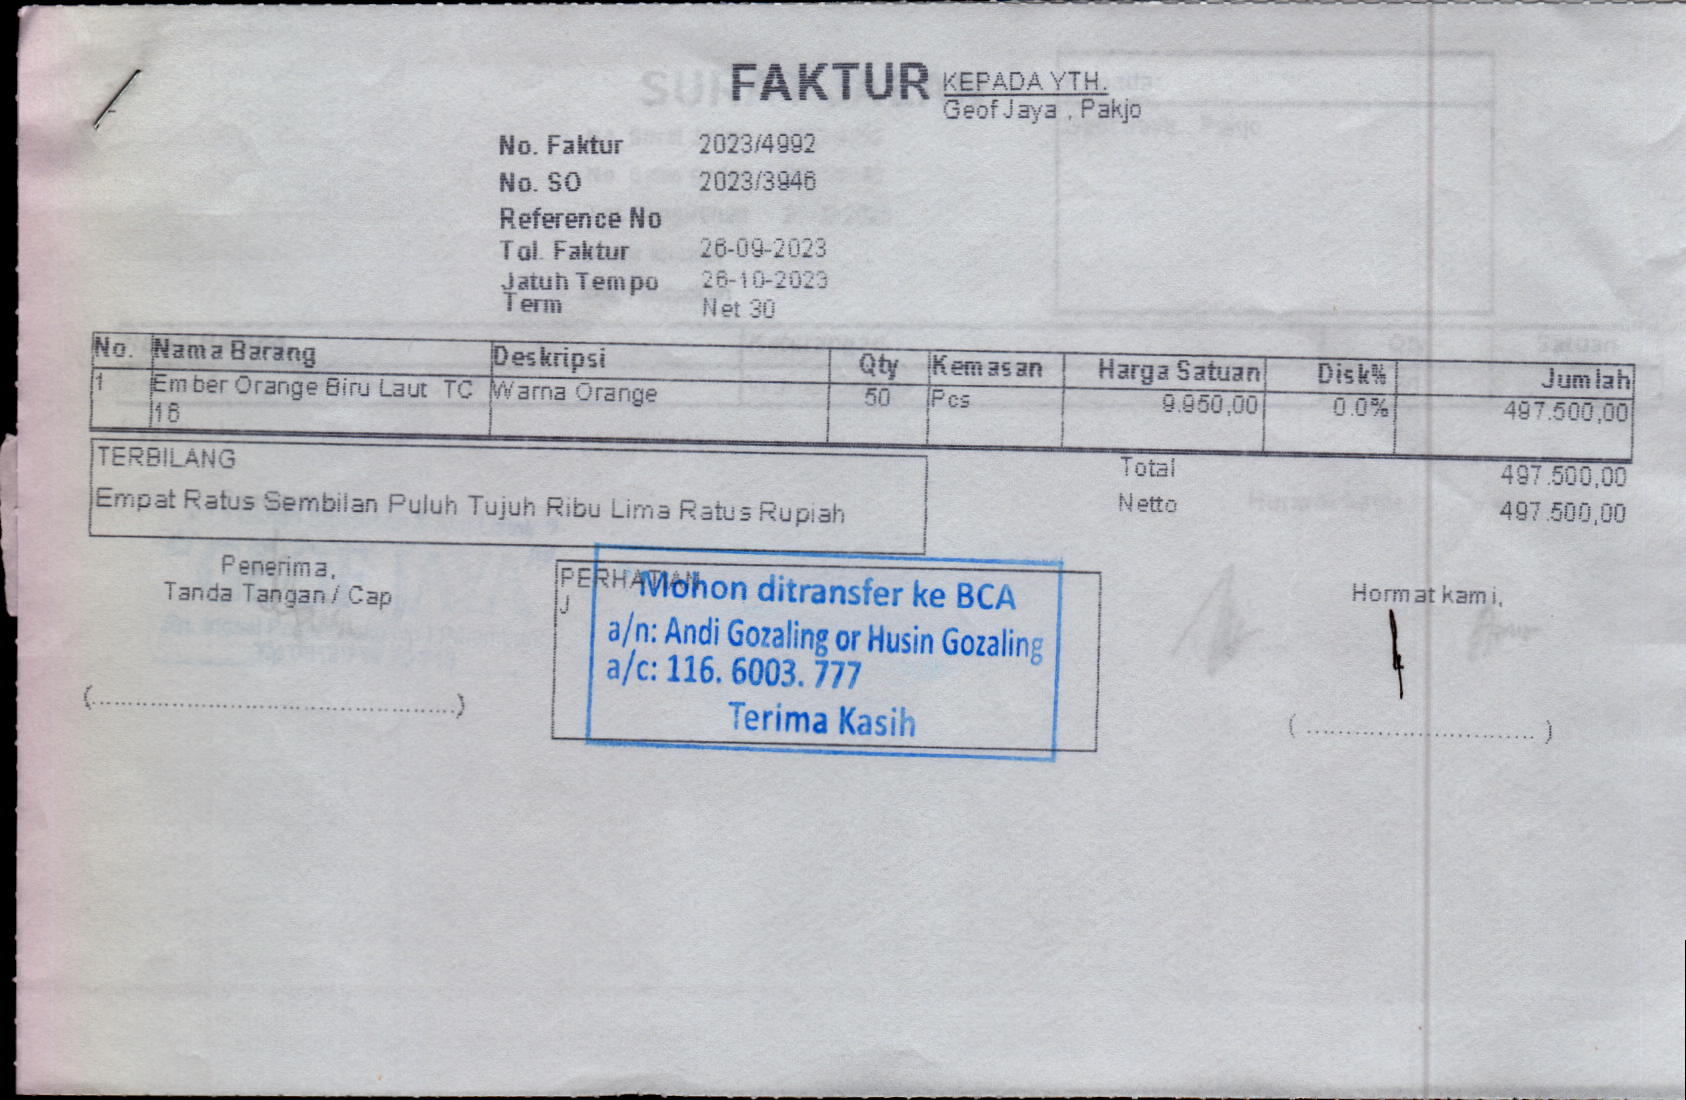 FAKTUR
KEPADA YTH.
Geof Jaya , Pakjo
No. Faktur 2023/4992
No. SO 2023/3946
Reference No
Tgl. Faktur 26-09-2023
Jatuh Tempo 26-10-2023
Term Net 30
No. Nama Barang Deskripsi Qty Kemasan Harga Satuan Disk% Jumlah
1 Ember Orange Biru Laut TC Warna Orange 50 Pcs 9.950,00 0.0% 497.500,00
16
TERBILANG
Empat Ratus Sembilan Puluh Tujuh Ribu Lima Ratus Rupiah
Total 497.500,00
Netto 497.500,00
Penerima,
Tanda Tangan / Cap
(..............................................)
PERHATIAN
J
Mohon ditransfer ke BCA
a/n: Andi Gozaling or Husin Gozaling
a/c: 116. 6003. 777
Terima Kasih
Hormat kami,
( ............................. )